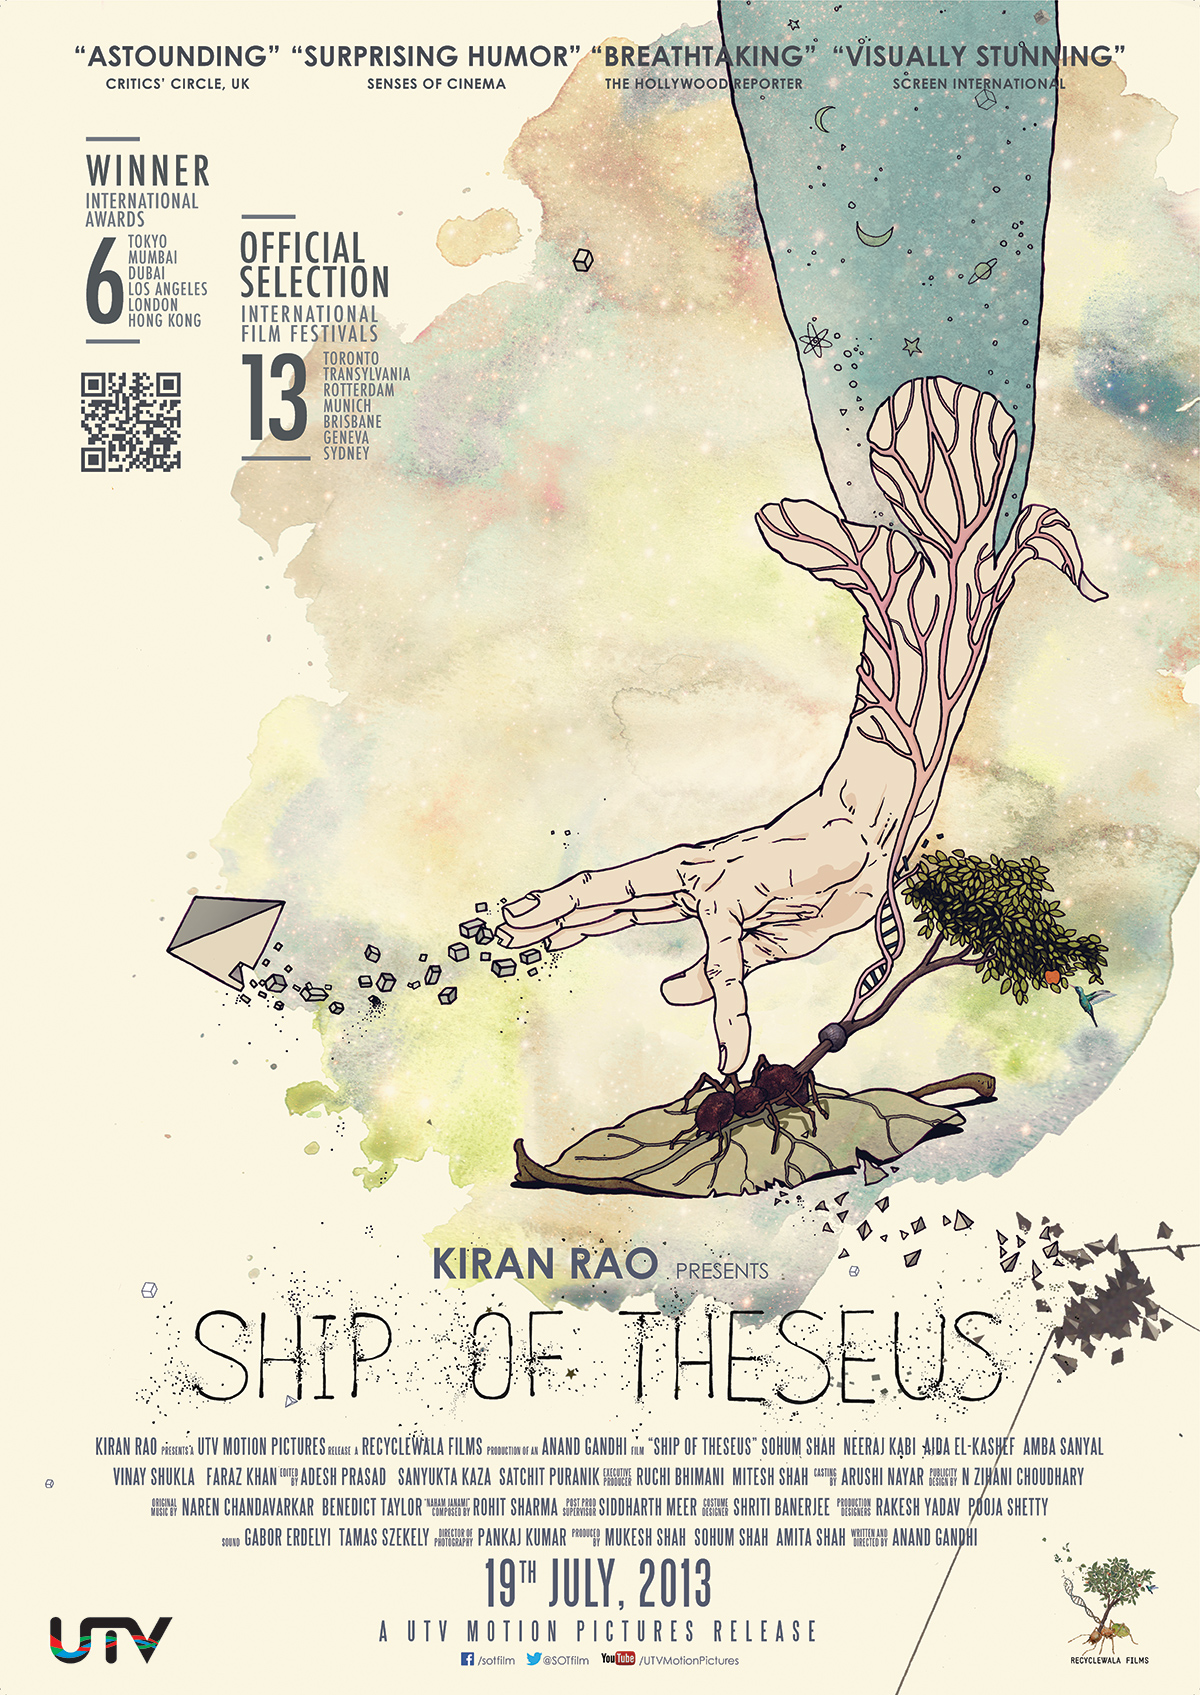 “ASTOUNDING” “SURPRISING HUMOR” “BREATHTAKING” “VISUALLY STUNNING”
CRITICS’ CIRCLE, UK SENSES OF CINEMA THE HOLLYWOOD REPORTER SCREEN INTERNATIONAL
WINNER
INTERNATIONAL
AWARDS
6
TOKYO
MUMBAI
DUBAI
LOS ANGELES
LONDON
HONG KONG
OFFICIAL
SELECTION
INTERNATIONAL
FILM FESTIVALS
13
TORONTO
TRANSYLVANIA
ROTTERDAM
MUNICH
BRISBANE
GENEVA
SYDNEY
KIRAN RAO PRESENTS
SHIP OF THESEUS
KIRAN RAO PRESENTS A UTV MOTION PICTURES RELEASE A RECYCLEWALA FILMS PRODUCTION OF AN ANAND GANDHI FILM “SHIP OF THESEUS” SOHUM SHAH NEERAJ KABI AIDA EL-KASHEF AMBA SANYAL
VINAY SHUKLA FARAZ KHAN EDITED BY ADESH PRASAD SANYUKTA KAZA SATCHIT PURANIK EXECUTIVE PRODUCER RUCHI BHIMANI MITESH SHAH CASTING BY ARUSHI NAYAR PUBLICITY DESIGN BY N ZIHANI CHOUDHARY
ORIGINAL MUSIC BY NAREN CHANDAVARKAR BENEDICT TAYLOR "NAHAM JANAMI" COMPOSED BY ROHIT SHARMA POST PROD SUPERVISOR SIDDHARTH MEER COSTUME DESIGNER SHRITI BANERJEE PRODUCTION DESIGNERS RAKESH YADAV POOJA SHETTY
SOUND GABOR ERDELYI TAMAS SZEKELY DIRECTOR OF PHOTOGRAPHY PANKAJ KUMAR PRODUCED BY MUKESH SHAH SOHUM SHAH AMITA SHAH WRITTEN AND DIRECTED BY ANAND GANDHI
19TH JULY, 2013
A UTV MOTION PICTURES RELEASE
/sotfilm @SOTfilm YouTube /UTVMotionPictures
UTV
RECYCLEWALA FILMS